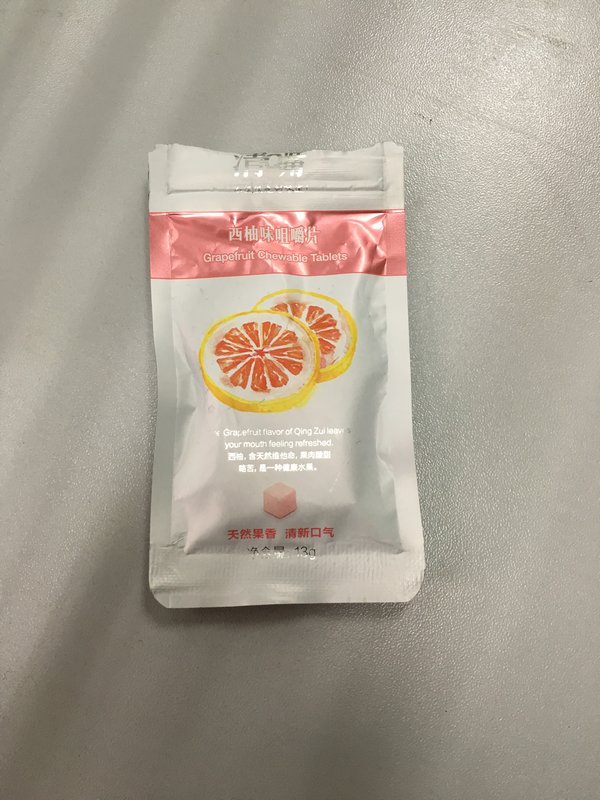 清嘴
西柚味咀嚼片
Grapefruit Chewable Tablets
Grapefruit flavor of Qing Zui leaves
your mouth feeling refreshed.
西柚，含天然维他命，果肉酸甜
略苦，是一种健康水果。
天然果香 清新口气
净含量: 13g